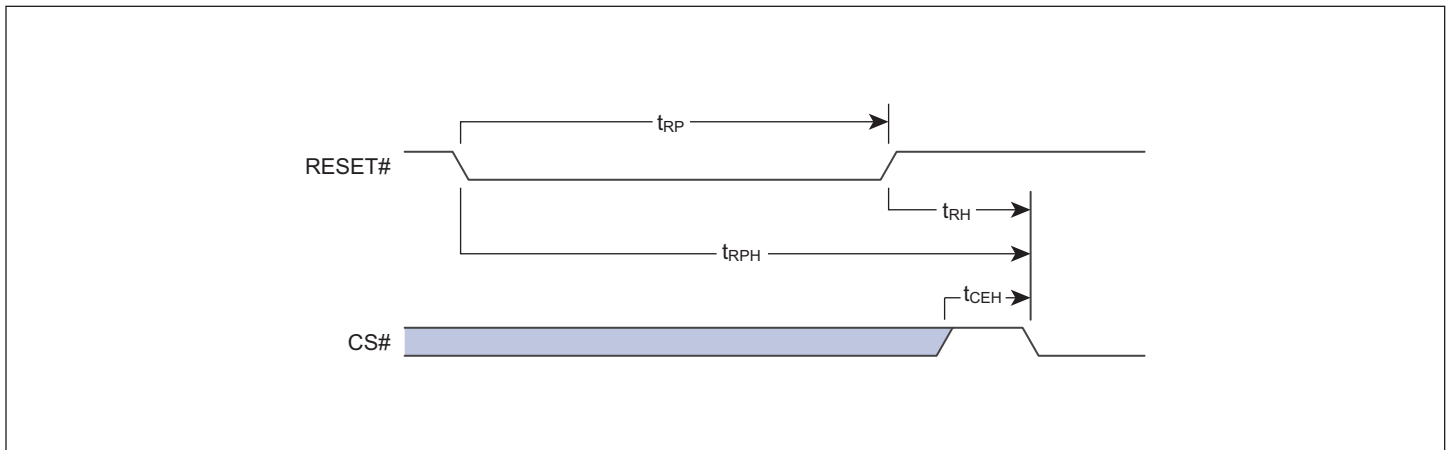 tRP
RESET#
tRH
tRPH
tCEH
CS#